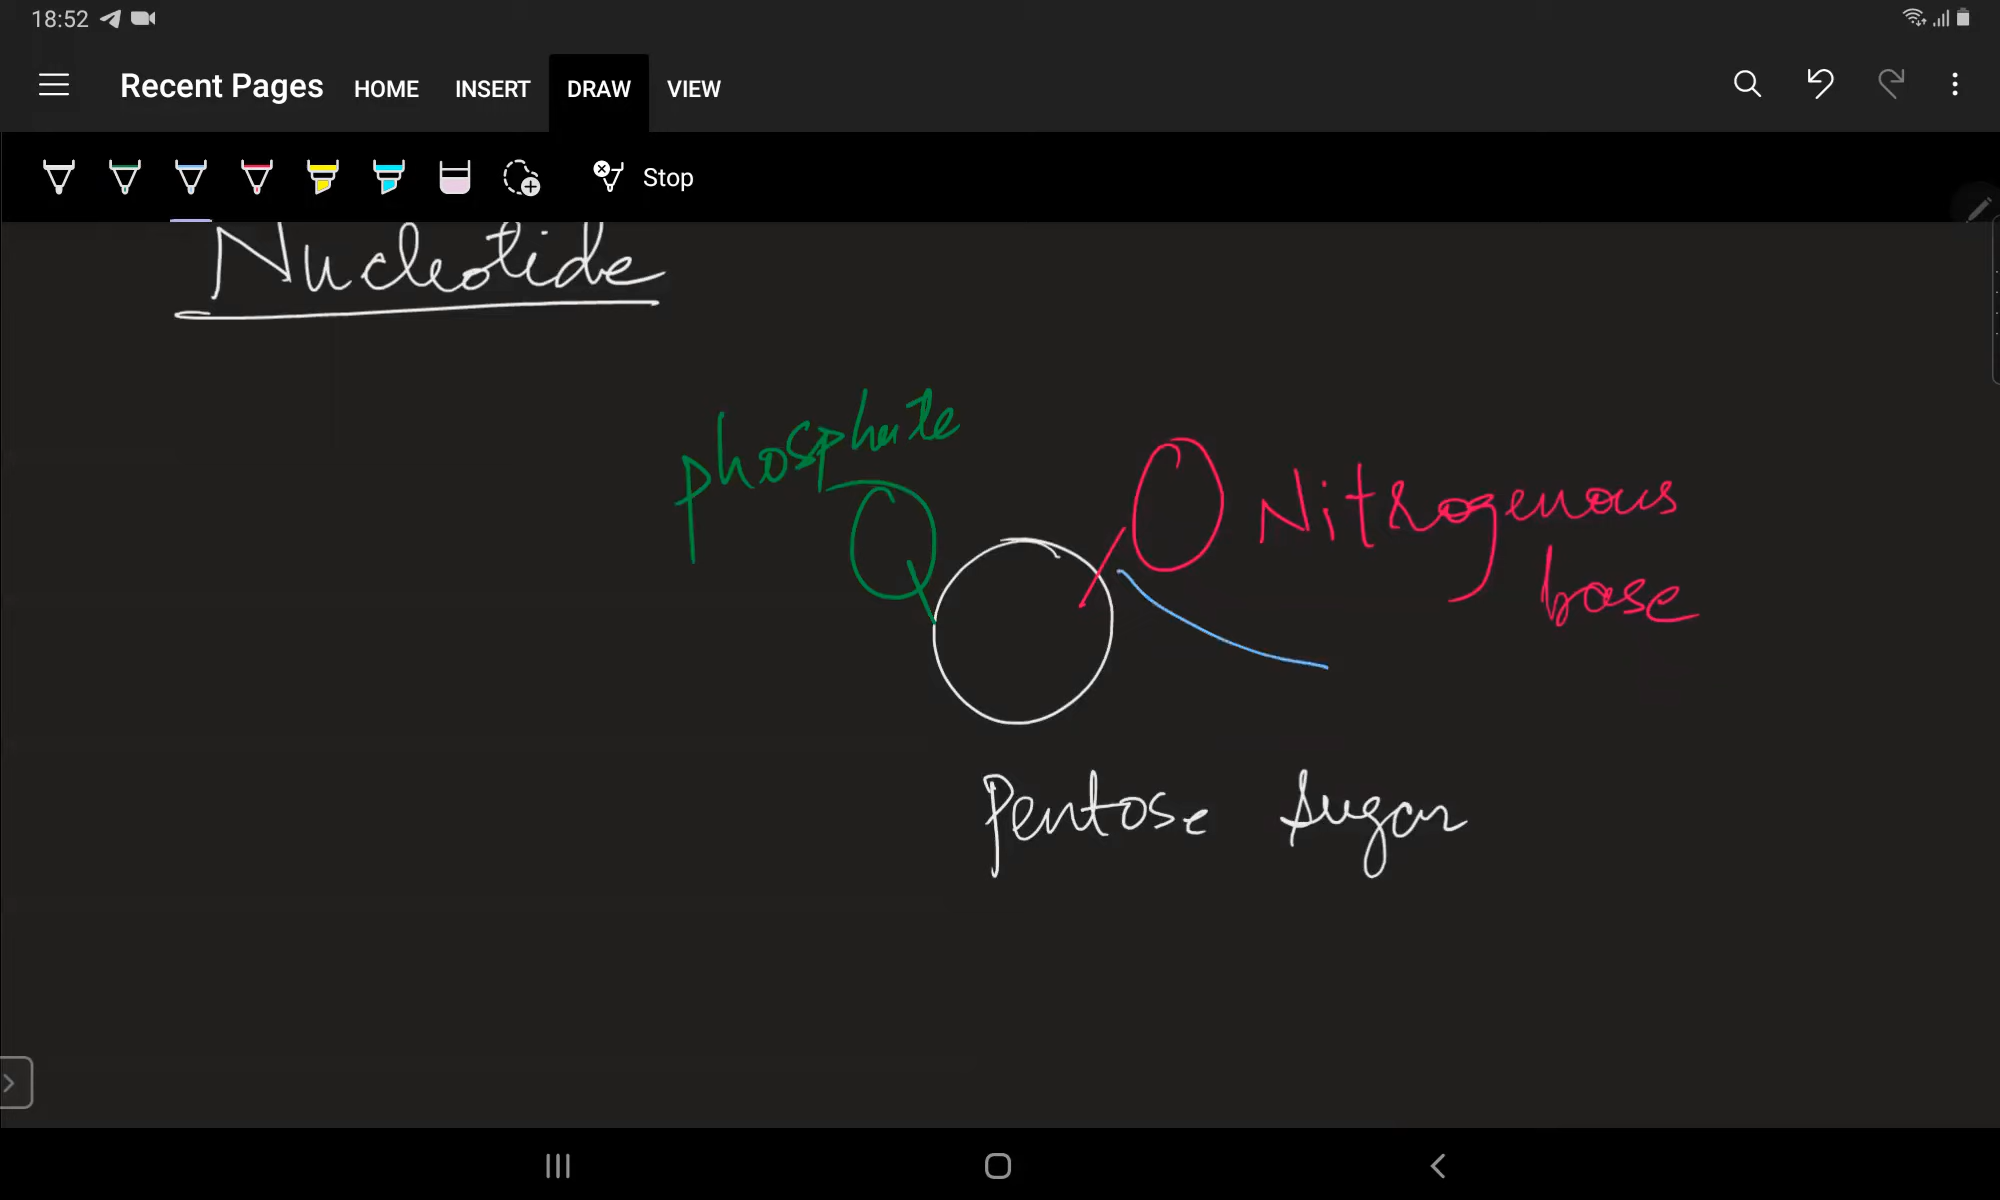 18:52
Recent Pages HOME INSERT DRAW VIEW
Stop
Nucleotide
phosphate
Nitrogenous
base
Pentose Sugar